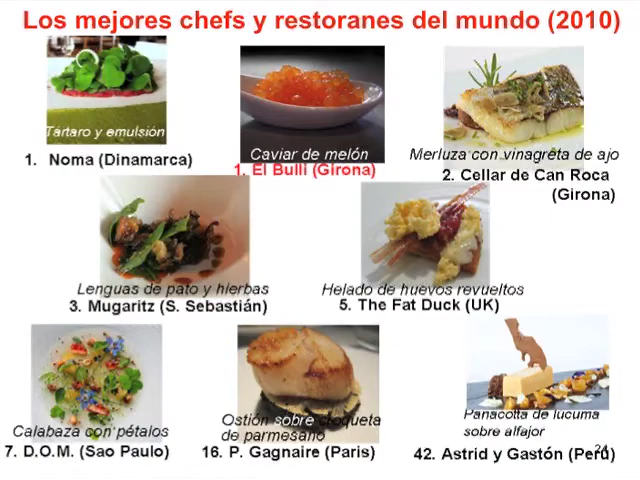 Los mejores chefs y restoranes del mundo (2010)
Tártaro y emulsión
1. Noma (Dinamarca)
Caviar de melón
1. El Bulli (Girona)
Merluza con vinagreta de ajo
2. Cellar de Can Roca
(Girona)
Lenguas de pato y hierbas
3. Mugaritz (S. Sebastián)
Helado de huevos revueltos
5. The Fat Duck (UK)
Calabaza con pétalos
7. D.O.M. (Sao Paulo)
Ostión sobre croqueta
de parmesano
16. P. Gagnaire (Paris)
Panacotta de lúcuma
sobre alfajor
42. Astrid y Gastón (Perú)
24